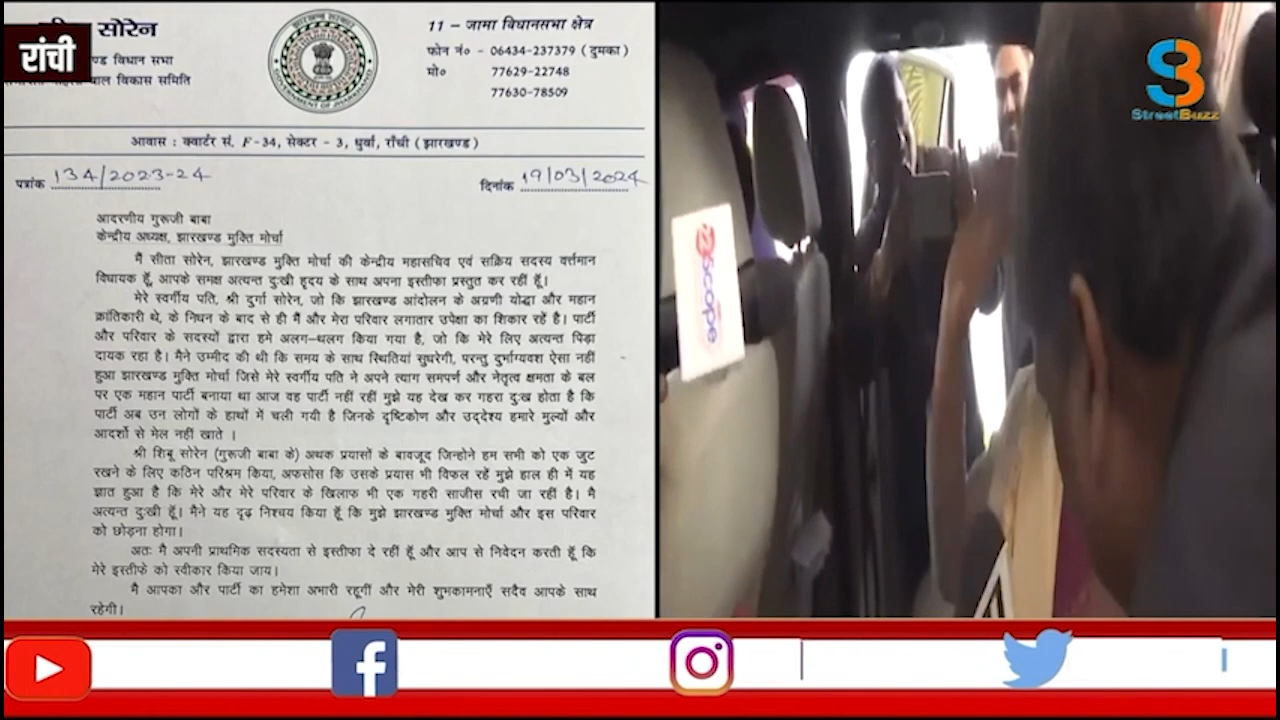 रांची
सोरेन
विधान सभा
बाल विकास समिति
GOVERNMENT OF JHARKHAND
11 – जामा विधानसभा क्षेत्र
फोन नं० - 06434-237379 (दुमका)
मो० 77629-22748
77630-78509
आवास : क्वार्टर सं. F-34, सेक्टर - 3, धुर्वा, राँची (झारखण्ड)
पत्रांक 134/2023-24
दिनांक 19/03/2024
आदरणीय गुरूजी बाबा
केन्द्रीय अध्यक्ष, झारखण्ड मुक्ति मोर्चा
मैं सीता सोरेन, झारखण्ड मुक्ति मोर्चा की केन्द्रीय महासचिव एवं सक्रिय सदस्य वर्त्तमान
विधायक हूँ, आपके समक्ष अत्यन्त दुःखी हृदय के साथ अपना इस्तीफा प्रस्तुत कर रहीं हूँ।
मेरे स्वर्गीय पति, श्री दुर्गा सोरेन, जो कि झारखण्ड आंदोलन के अग्रणी योद्धा और महान
क्रांतिकारी थे, के निधन के बाद से ही मैं और मेरा परिवार लगातार उपेक्षा का शिकार रहें है। पार्टी
और परिवार के सदस्यों द्वारा हमे अलग-थलग किया गया है, जो कि मेरे लिए अत्यन्त पिड़ा
दायक रहा है। मैने उम्मीद की थी कि समय के साथ स्थितियां सुधरेगी, परन्तु दुर्भाग्यवश ऐसा नहीं
हुआ झारखण्ड मुक्ति मोर्चा जिसे मेरे स्वर्गीय पति ने अपने त्याग समपर्ण और नेतृत्व क्षमता के बल
पर एक महान पार्टी बनाया था आज वह पार्टी नहीं रहीं मुझे यह देख कर गहरा दुःख होता है कि
पार्टी अब उन लोगों के हाथों में चली गयी है जिनके दृष्टिकोण और उद्देश्य हमारे मुल्यों और
आदर्शो से मेल नहीं खाते ।
श्री शिबू सोरेन (गुरूजी बाबा के) अथक प्रयासों के बावजूद जिन्होने हम सभी को एक जुट
रखने के लिए कठिन परिश्रम किया, अफसोस कि उसके प्रयास भी विफल रहें मुझे हाल ही में यह
ज्ञात हुआ है कि मेरे और मेरे परिवार के खिलाफ भी एक गहरी साजीस रची जा रहीं है। मै
अत्यन्त दुःखी हूँ। मैने यह दृढ़ निश्चय किया हूँ कि मुझे झारखण्ड मुक्ति मोर्चा और इस परिवार
को छोड़ना होगा।
अतः मै अपनी प्राथमिक सदस्यता से इस्तीफा दे रहीं हूँ और आप से निवेदन करती हूँ कि
मेरे इस्तीफे को स्वीकार किया जाय।
मै आपका और पार्टी का हमेशा अभारी रहूगीं और मेरी शुभकामनाएँ सदैव आपके साथ
रहेगी।
scope
StreetBuzz